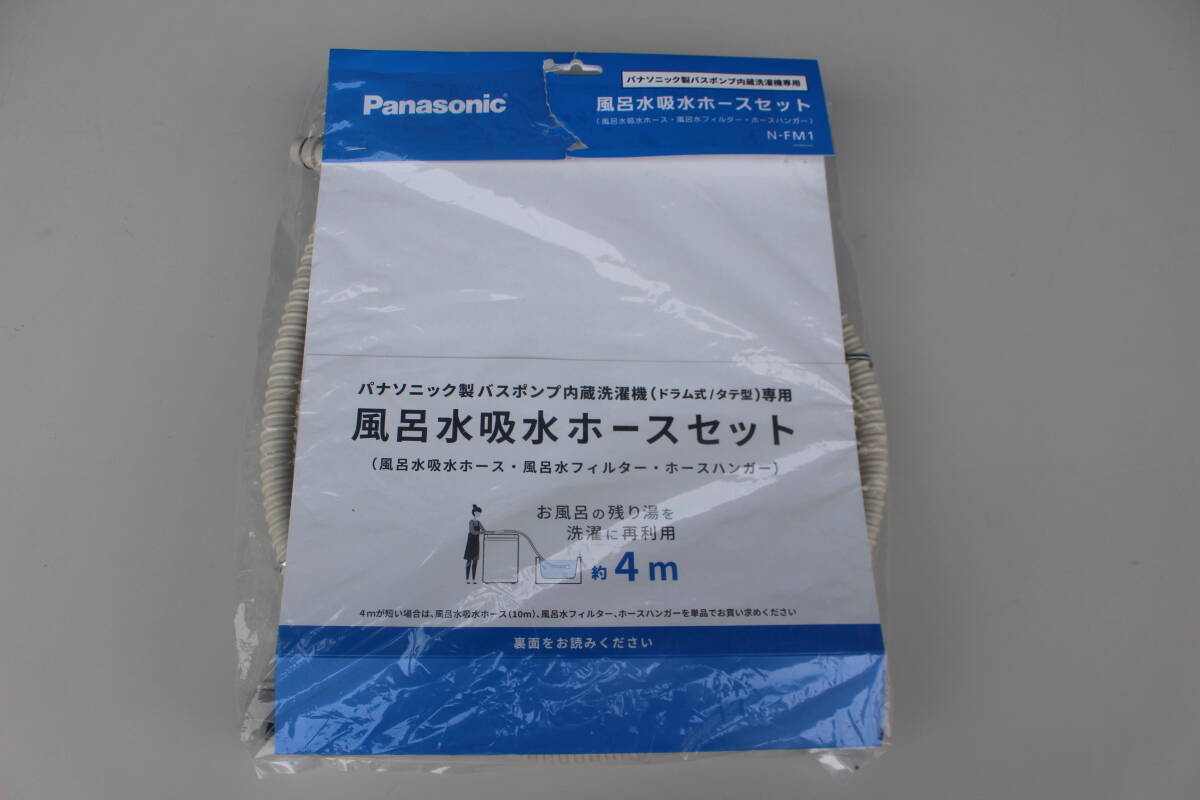 Panasonic
パナソニック製バスポンプ内蔵洗濯機専用
風呂水吸水ホースセット
(風呂水吸水ホース・風呂水フィルター・ホースハンガー)
N-FM1
パナソニック製バスポンプ内蔵洗濯機(ドラム式/タテ型)専用
風呂水吸水ホースセット
(風呂水吸水ホース・風呂水フィルター・ホースハンガー)
お風呂の残り湯を
洗濯に再利用
約4m
4mが短い場合は、風呂水吸水ホース(10m)、風呂水フィルター、ホースハンガーを単品でお買い求めください
裏面をお読みください